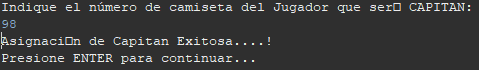 Indique el número de camiseta del Jugador que ser□ CAPITAN:
98
Asignaci□n de Capitan Exitosa....!
Presione ENTER para continuar...